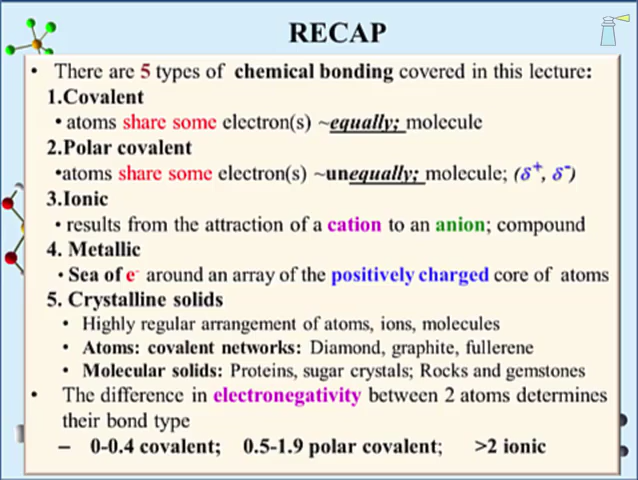 RECAP
• There are 5 types of chemical bonding covered in this lecture:
1.Covalent
• atoms share some electron(s) ~equally; molecule
2.Polar covalent
•atoms share some electron(s) ~unequally; molecule; (δ⁺, δ⁻)
3.Ionic
• results from the attraction of a cation to an anion; compound
4. Metallic
• Sea of e⁻ around an array of the positively charged core of atoms
5. Crystalline solids
• Highly regular arrangement of atoms, ions, molecules
• Atoms: covalent networks: Diamond, graphite, fullerene
• Molecular solids: Proteins, sugar crystals; Rocks and gemstones
• The difference in electronegativity between 2 atoms determines
their bond type
– 0-0.4 covalent; 0.5-1.9 polar covalent; >2 ionic